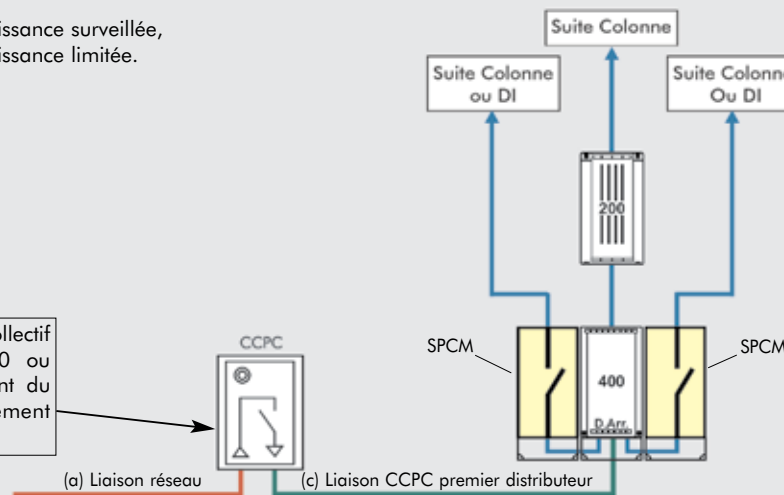 issance surveillée,
issance limitée.
Suite Colonne
Suite Colonne
ou DI
Suite Colonne
Ou DI
200
ollectif
0 ou
nt du
ement
CCPC
SPCM
400
D.Arr.
SPCM
(a) Liaison réseau
(c) Liaison CCPC premier distributeur